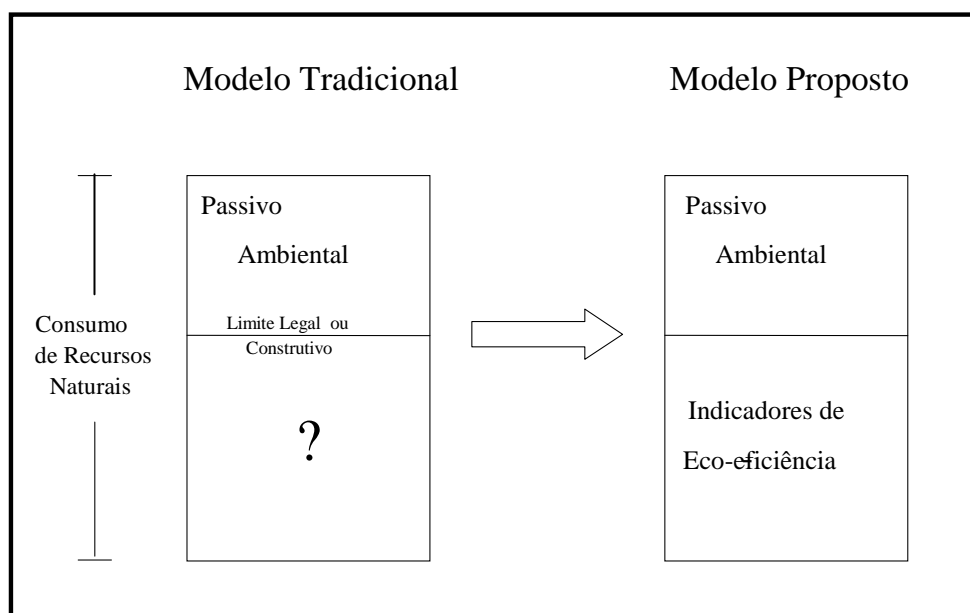 Modelo Tradicional
Modelo Proposto
Consumo
de Recursos
Naturais
Passivo
Ambiental
Limite Legal ou
Construtivo
?
Passivo
Ambiental
Indicadores de
Eco-eficiência